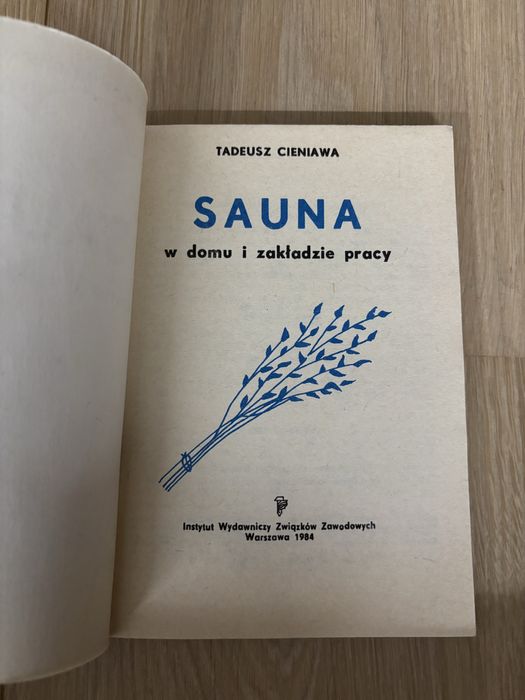 TADEUSZ CIENIAWA
SAUNA
w domu i zakładzie pracy
Instytut Wydawniczy Związków Zawodowych
Warszawa 1984